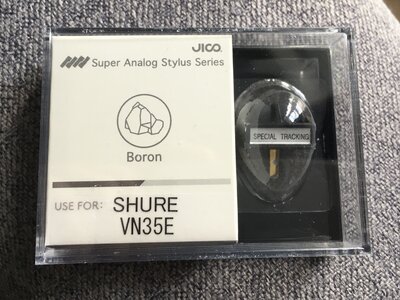 JICO
Super Analog Stylus Series
SPECIAL TRACKING
Boron
USE FOR: SHURE
VN35E